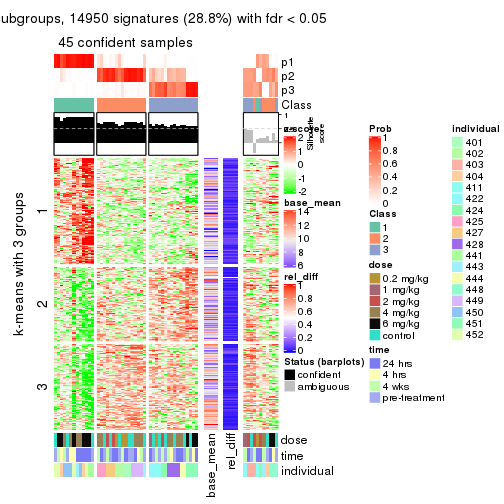 ubgroups, 14950 signatures (28.8%) with fdr < 0.05
45 confident samples
p1
p2
p3
Class
1
Silhouette
score
z-score
2
1
0
-1
-2
base_mean
14
12
10
8
6
rel_diff
1
0.8
0.6
0.4
0.2
0
Status (barplots)
confident
ambiguous
Prob
1
0.8
0.6
0.4
0.2
0
Class
1
2
3
dose
0.2 mg/kg
1 mg/kg
2 mg/kg
4 mg/kg
6 mg/kg
control
time
24 hrs
4 hrs
4 wks
pre-treatment
individual
401
402
403
404
411
422
424
425
427
428
441
443
444
448
449
450
451
452
k-means with 3 groups
1
2
3
dose
time
individual
base_mean
rel_diff